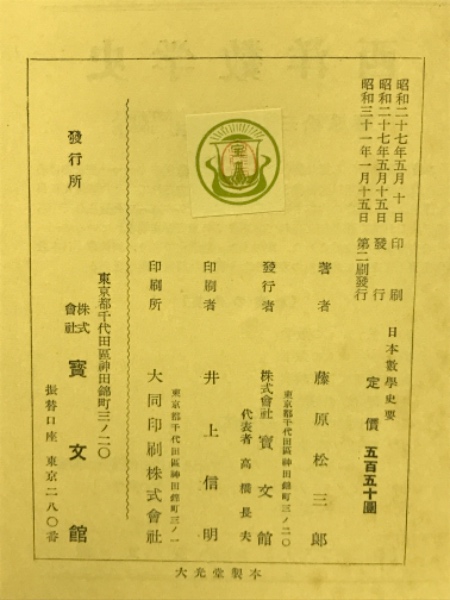 西洋数学史
昭和二十七年五月十日 印刷
昭和二十七年五月十五日 發行
昭和三十一年一月十五日 第二刷發行
日本數學史要
定價 五百五十圓
著者 藤原松三郎
東京都千代田區神田錦町三ノ二〇
發行者 株式會社 寶文館
代表者 高橋長夫
印刷者 井上信明
東京都千代田區神田錦町三ノ一
印刷所 大同印刷株式會社
發行所
東京都千代田區神田錦町三ノ二〇
株式會社 寶文館
振替口座 東京二八〇番
大光堂製本